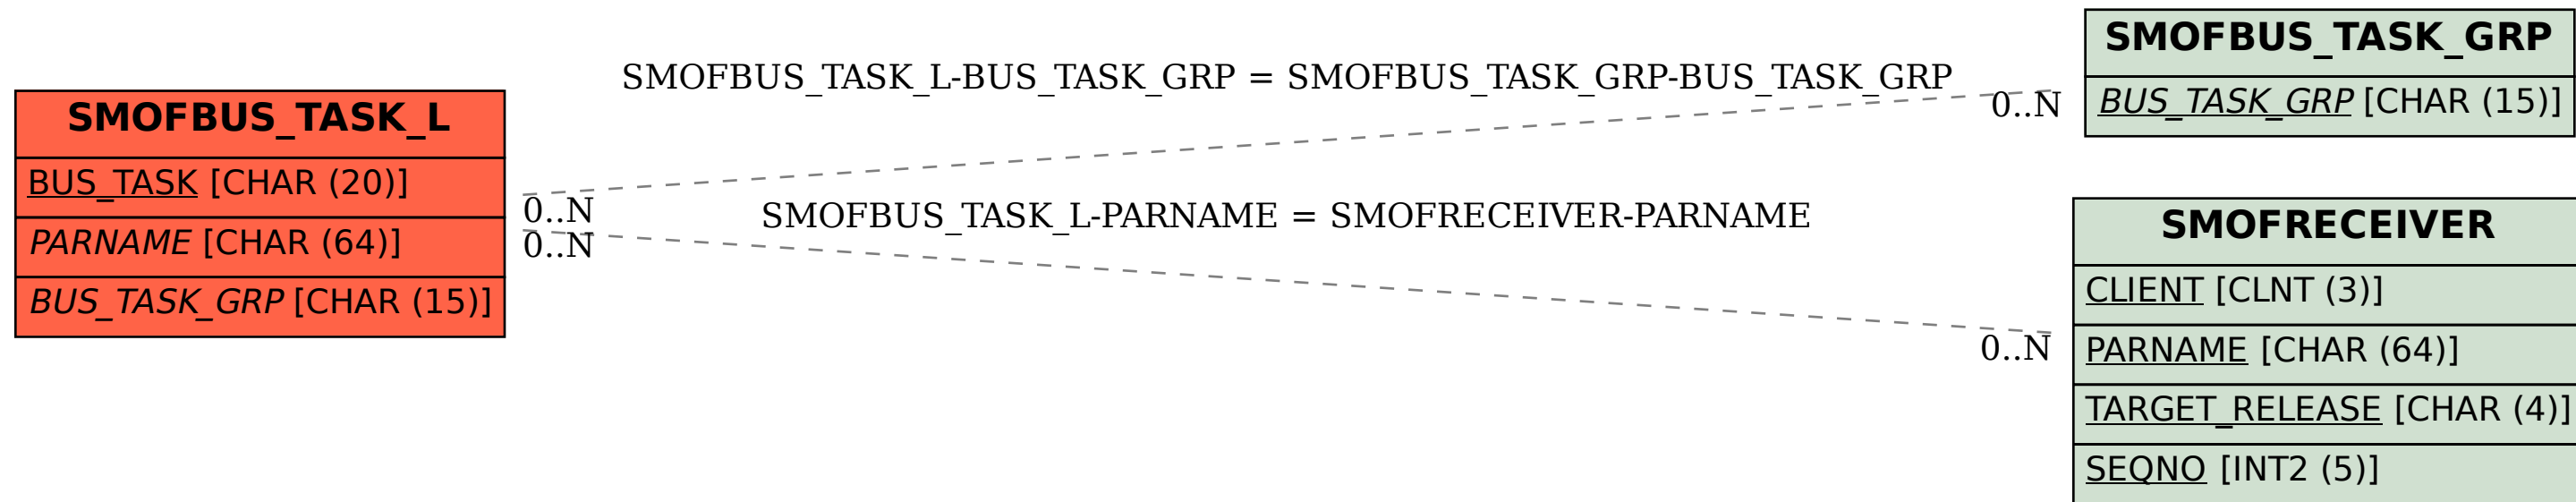 SMOFBUS_TASK_L
BUS_TASK [CHAR (20)]
PARNAME [CHAR (64)]
BUS_TASK_GRP [CHAR (15)]
SMOFBUS_TASK_L-BUS_TASK_GRP = SMOFBUS_TASK_GRP-BUS_TASK_GRP
0..N
0..N
SMOFBUS_TASK_L-PARNAME = SMOFRECEIVER-PARNAME
0..N
0..N
SMOFBUS_TASK_GRP
BUS_TASK_GRP [CHAR (15)]
SMOFRECEIVER
CLIENT [CLNT (3)]
PARNAME [CHAR (64)]
TARGET_RELEASE [CHAR (4)]
SEQNO [INT2 (5)]